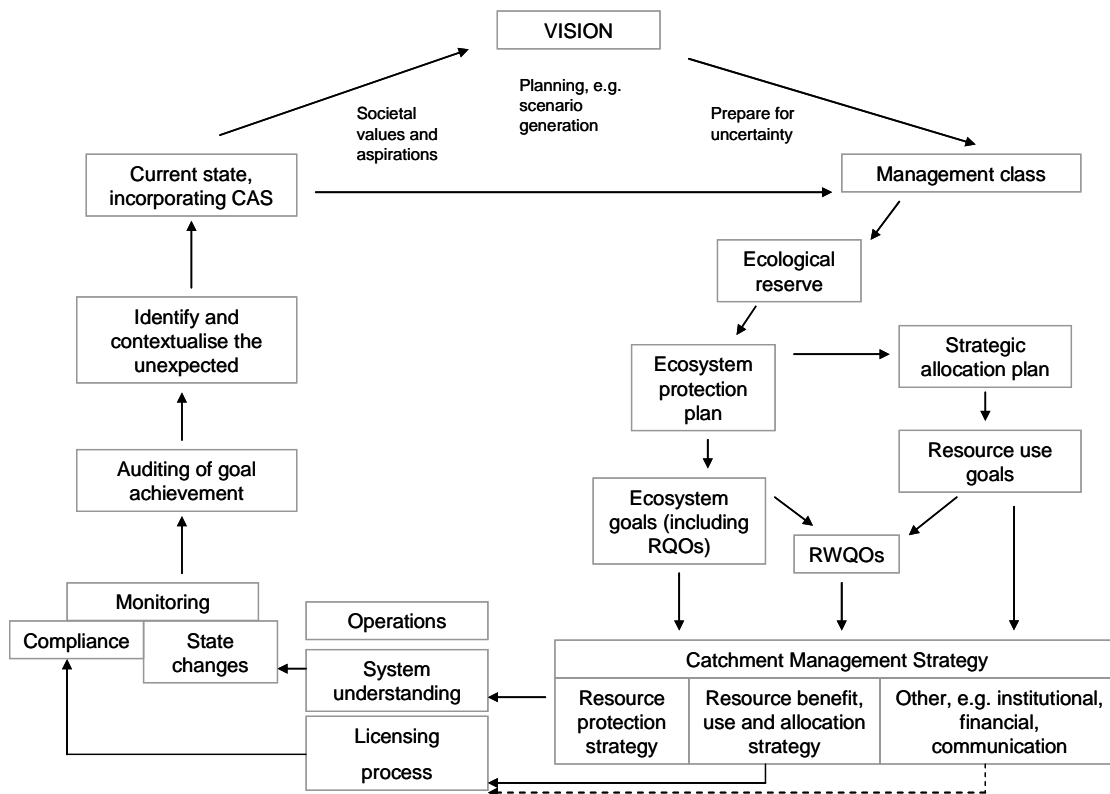 VISION
Planning, e.g.
scenario
generation
Societal
values and
aspirations
Prepare for
uncertainty
Current state,
incorporating CAS
Management class
Ecological
reserve
Identify and
contextualise the
unexpected
Ecosystem
protection
plan
Strategic
allocation plan
Auditing of goal
achievement
Resource use
goals
Ecosystem
goals (including
RQOs)
RWQOs
Monitoring
Compliance
State
changes
Operations
System
understanding
Licensing
process
Catchment Management Strategy
Resource
protection
strategy
Resource benefit,
use and allocation
strategy
Other, e.g. institutional,
financial,
communication